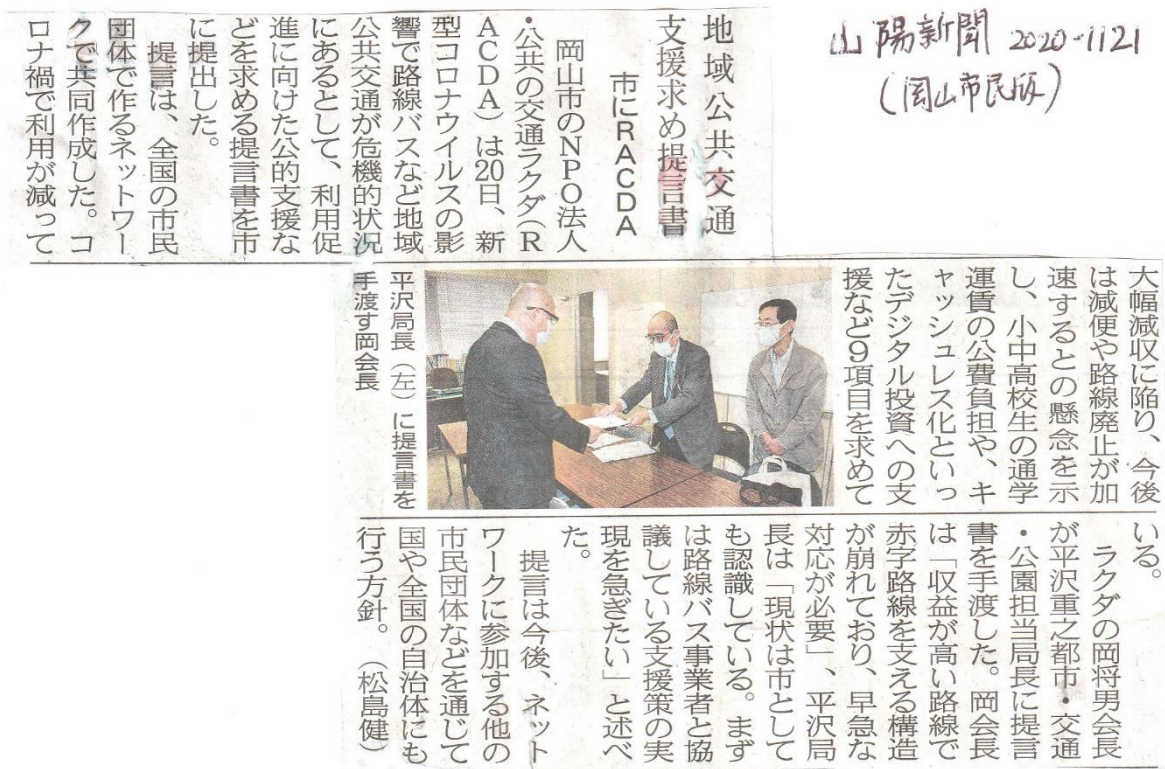 山陽新聞 2020-1121
(岡山市民版)
地域公共交通
支援求め提言書
市にRACDA
岡山市のNPO法人
・公共の交通ラクダ(R
ACDA)は20日、新
型コロナウイルスの影
響で路線バスなど地域
公共交通が危機的状況
にあるとして、利用促
進に向けた公的支援な
どを求める提言書を市
に提出した。
提言は、全国の市民
団体で作るネットワー
クで共同作成した。コ
ロナ禍で利用が減って
大幅減収に陥り、今後
は減便や路線廃止が加
速するとの懸念を示
し、小中高校生の通学
運賃の公費負担や、キ
ャッシュレス化といっ
たデジタル投資への支
援など9項目を求めて
平沢局長(左)に提言書を
手渡す岡会長
いる。
ラクダの岡将男会長
が平沢重之都市・交通
・公園担当局長に提言
書を手渡した。岡会長
は「収益が高い路線で
赤字路線を支える構造
が崩れており、早急な
対応が必要」、平沢局
長は「現状は市として
も認識している。まず
は路線バス事業者と協
議している支援策の実
現を急ぎたい」と述べ
た。
提言は今後、ネット
ワークに参加する他の
市民団体などを通じて
国や全国の自治体にも
行う方針。(松島健)